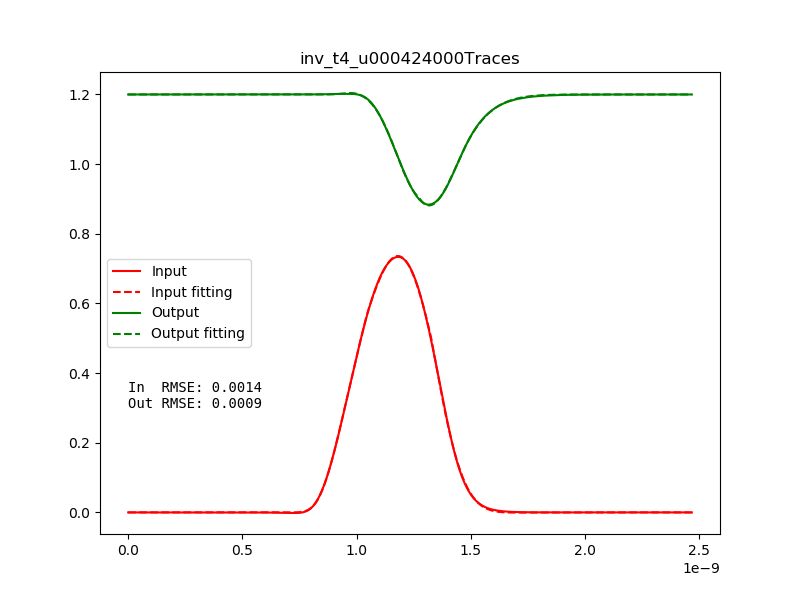 inv_t4_u000424000Traces
1.2
1.0
0.8
0.6
0.4
0.2
0.0
Input
Input fitting
Output
Output fitting
In  RMSE: 0.0014
Out RMSE: 0.0009
0.0 0.5 1.0 1.5 2.0 2.5
1e−9